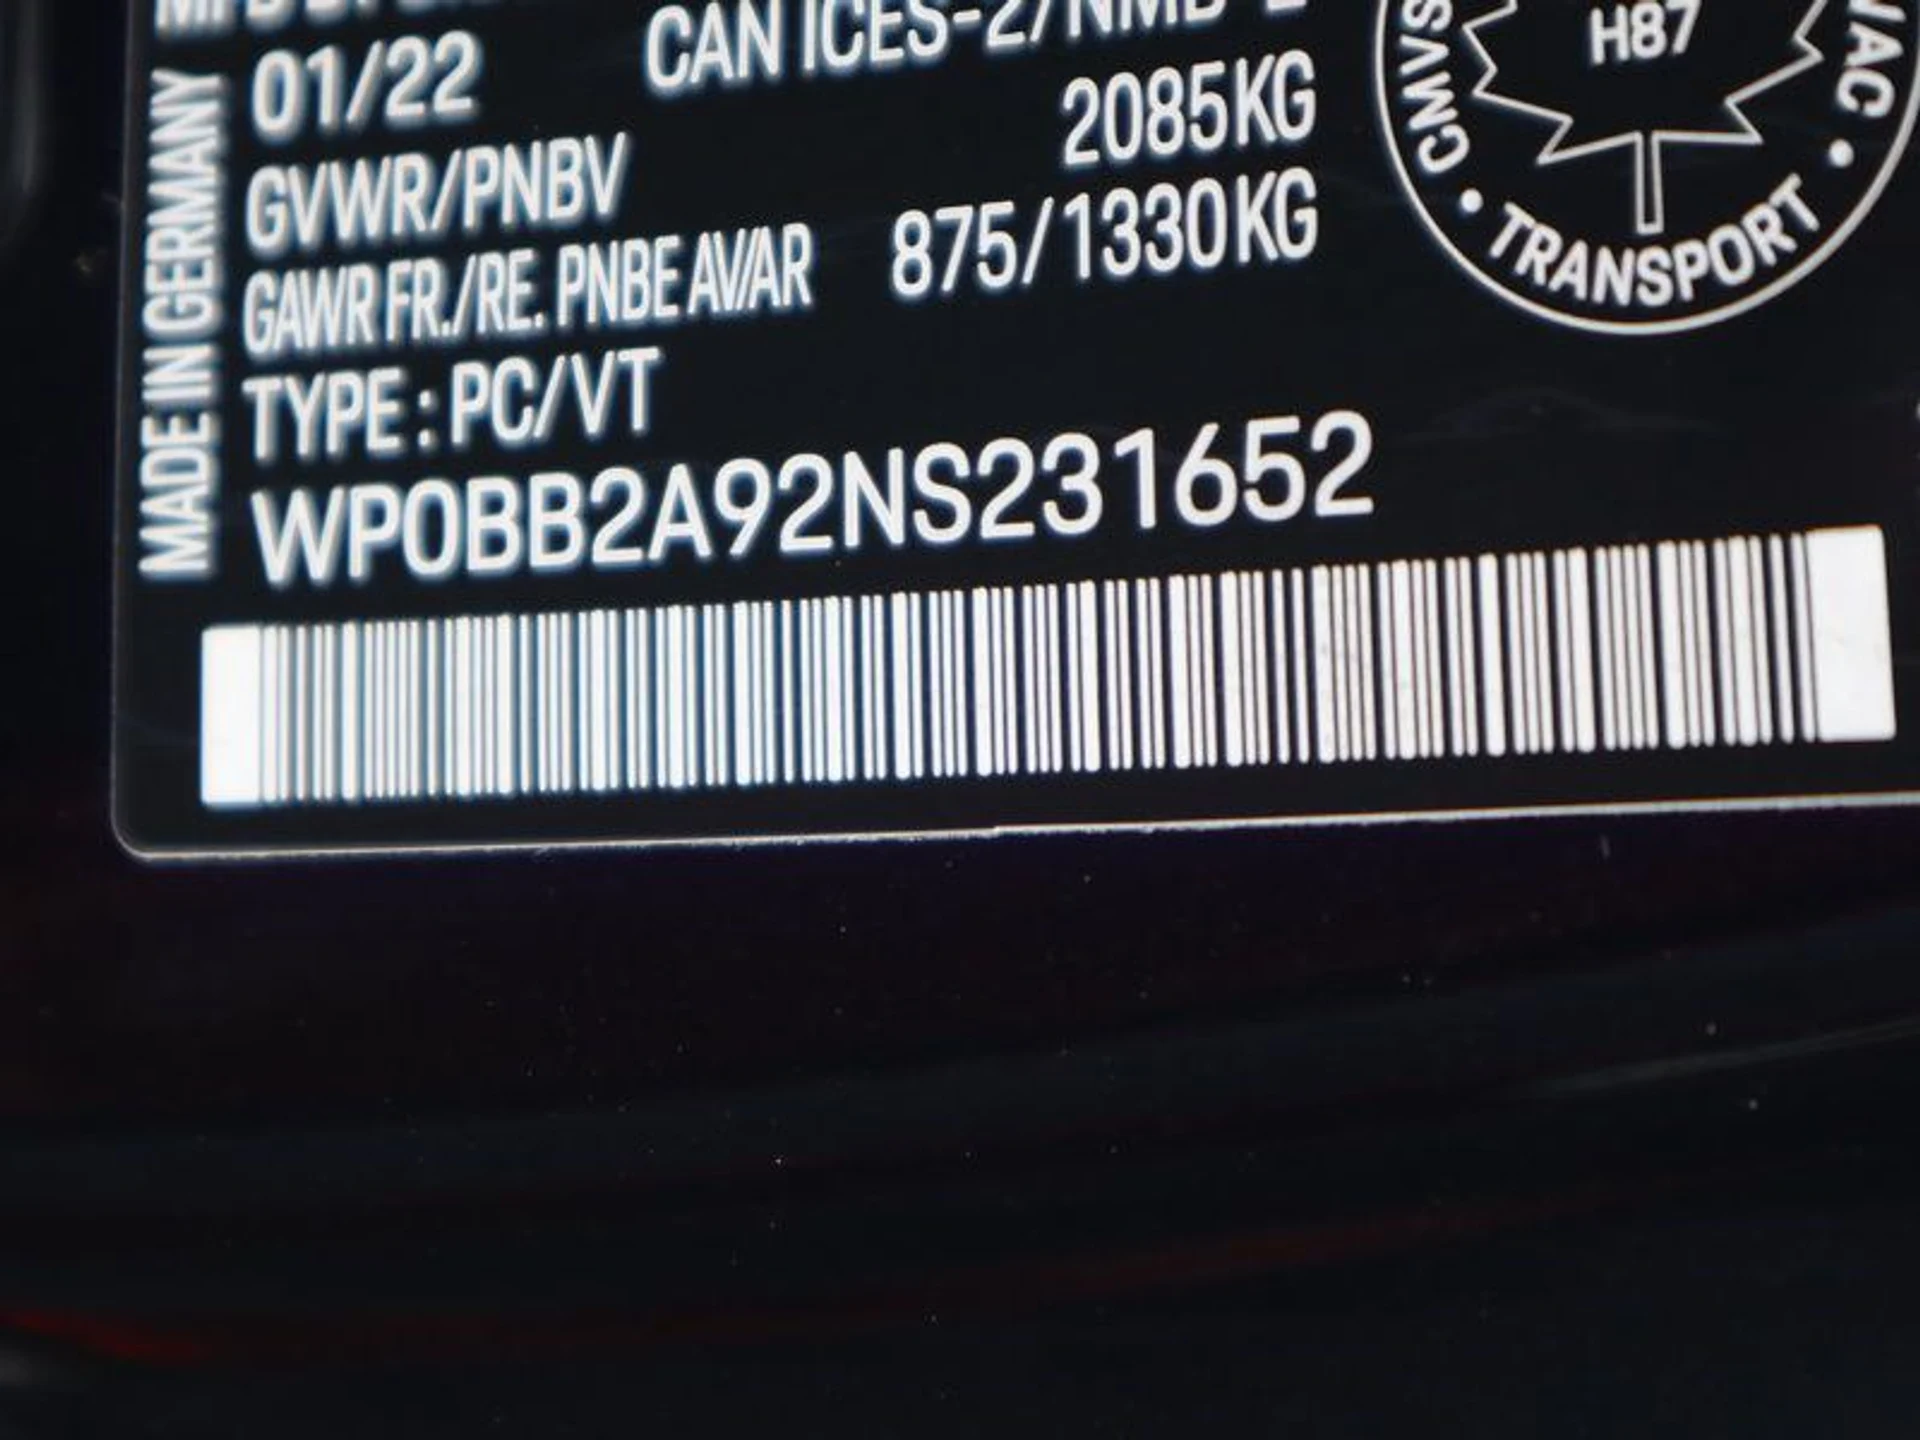 01/22
CAN ICES-2/NMB-2
GVWR/PNBV 2085KG
GAWR FR./RE. PNBE AV/AR 875/1330KG
TYPE : PC/VT
WP0BB2A92NS231652
MADE IN GERMANY
H87
TRANSPORT